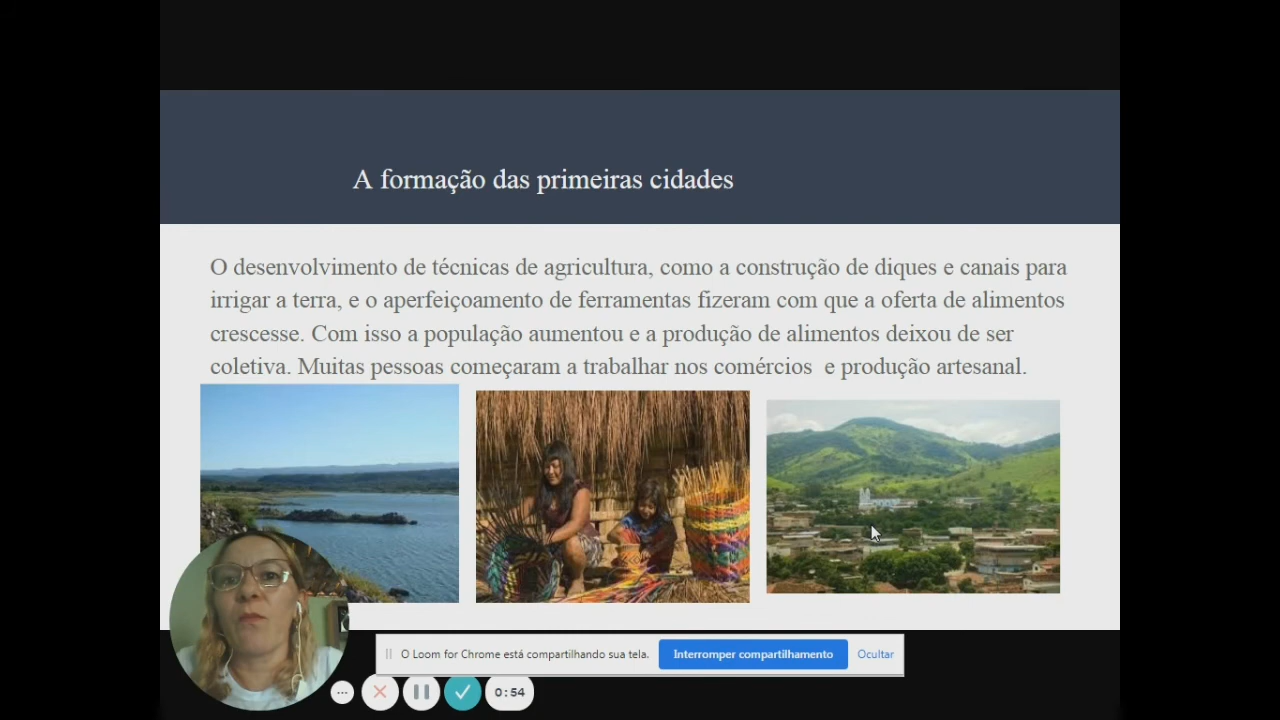 A formação das primeiras cidades
O desenvolvimento de técnicas de agricultura, como a construção de diques e canais para
irrigar a terra, e o aperfeiçoamento de ferramentas fizeram com que a oferta de alimentos
crescesse. Com isso a população aumentou e a produção de alimentos deixou de ser
coletiva. Muitas pessoas começaram a trabalhar nos comércios  e produção artesanal.
O Loom for Chrome está compartilhando sua tela. Interromper compartilhamento Ocultar
0:54